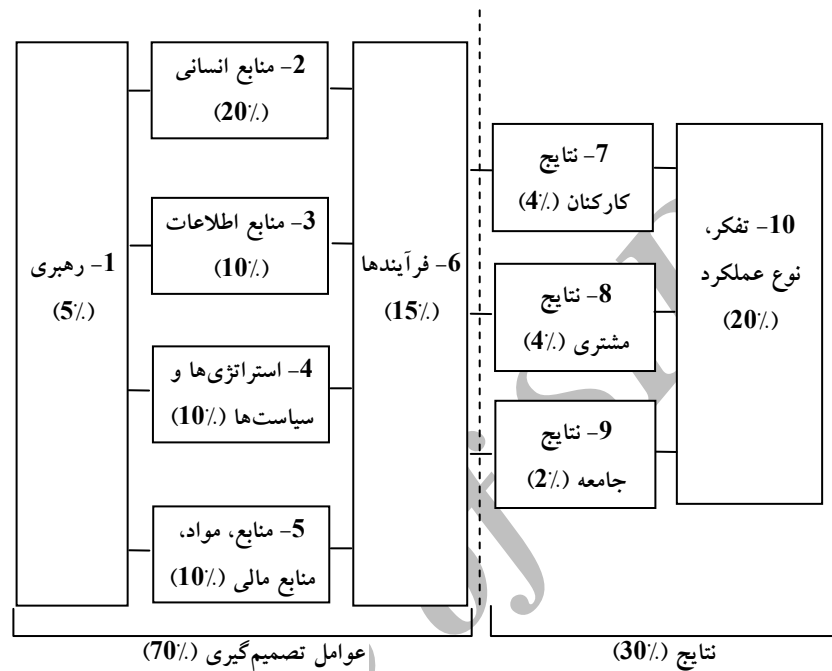 1- رهبری
(5٪)
2- منابع انسانی
(20٪)
3- منابع اطلاعات
(10٪)
4- استراتژی‌ها و
سیاست‌ها (10٪)
5- منابع، مواد،
منابع مالی (10٪)
6- فرآیندها
(15٪)
7- نتایج
کارکنان (4٪)
8- نتایج
مشتری (4٪)
9- نتایج
جامعه (2٪)
10- تفکر،
نوع عملکرد
(20٪)
عوامل تصمیم‌گیری (70٪)
نتایج (30٪)
of